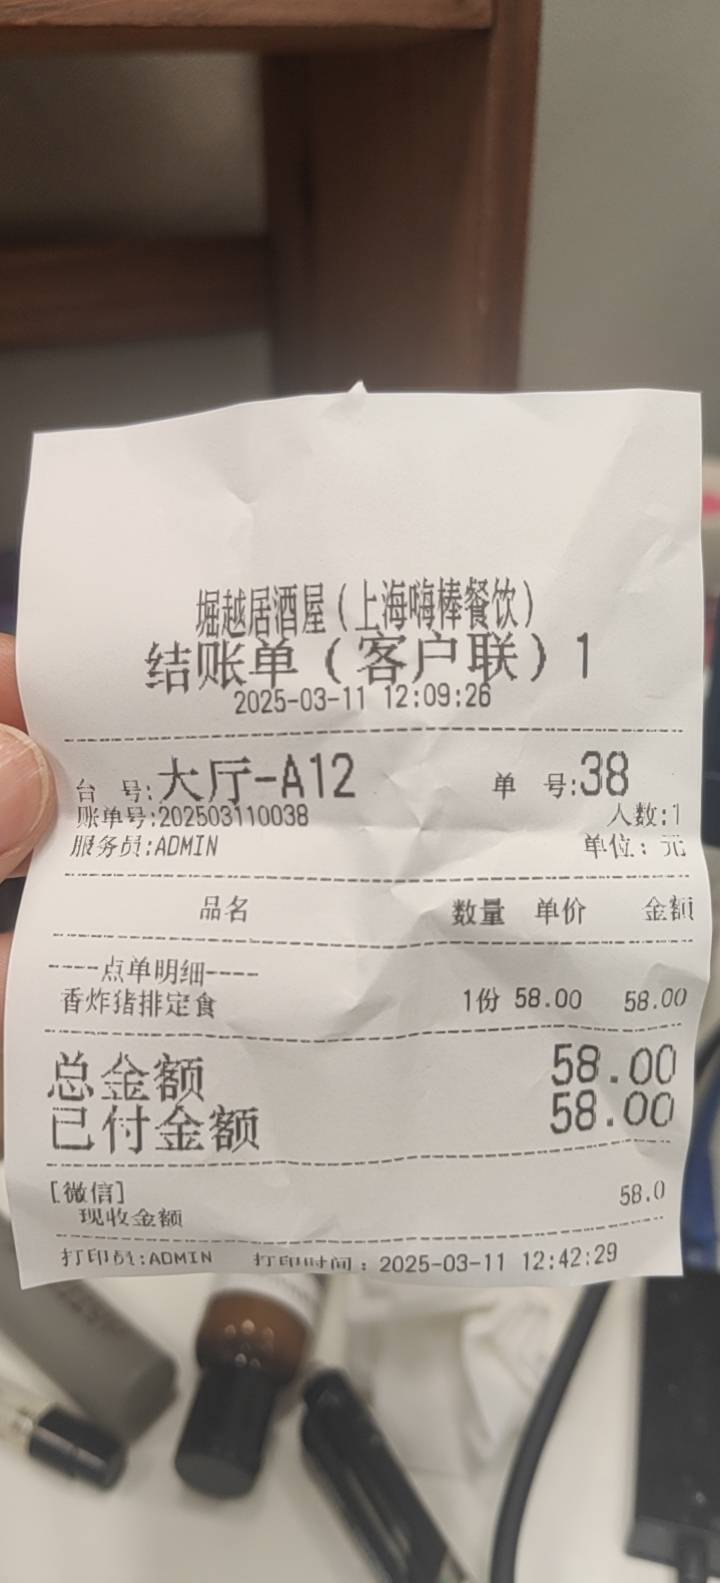 堀越居酒屋(上海嗨棒餐饮)
结账单(客户联)1
2025-03-11 12:09:26
台 号:大厅-A12 单 号:38
账单号:202503110038 人数:1
服务员:ADMIN 单位: 元
品名 数量 单价 金额
----点单明细----
香炸猪排定食 1份 58.00 58.00
总金额 58.00
已付金额 58.00
[微信] 58.0
现收金额
打印员:ADMIN 打印时间: 2025-03-11 12:42:29